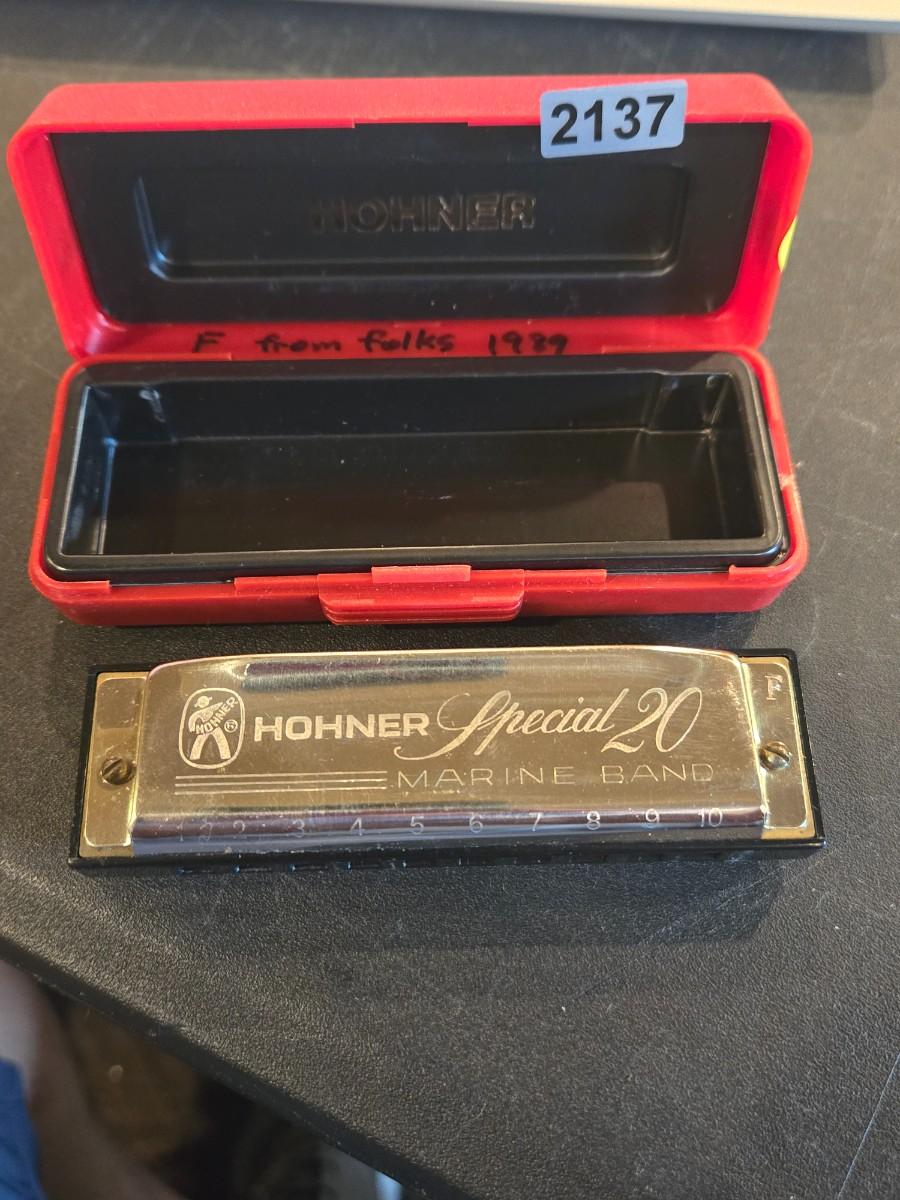 2137
HOHNER
F from folks 1989
HOHNER
HOHNER Special 20
F
MARINE BAND
1 2 3 4 5 6 7 8 9 10